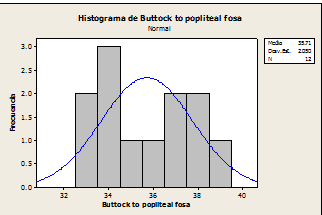 Histograma de Buttock to popliteal fosa
Normal
Media 35.71
Desv.Est. 2.050
N 12
Frecuencia
3.0
2.5
2.0
1.5
1.0
0.5
0.0
32 34 36 38 40
Buttock to popliteal fosa